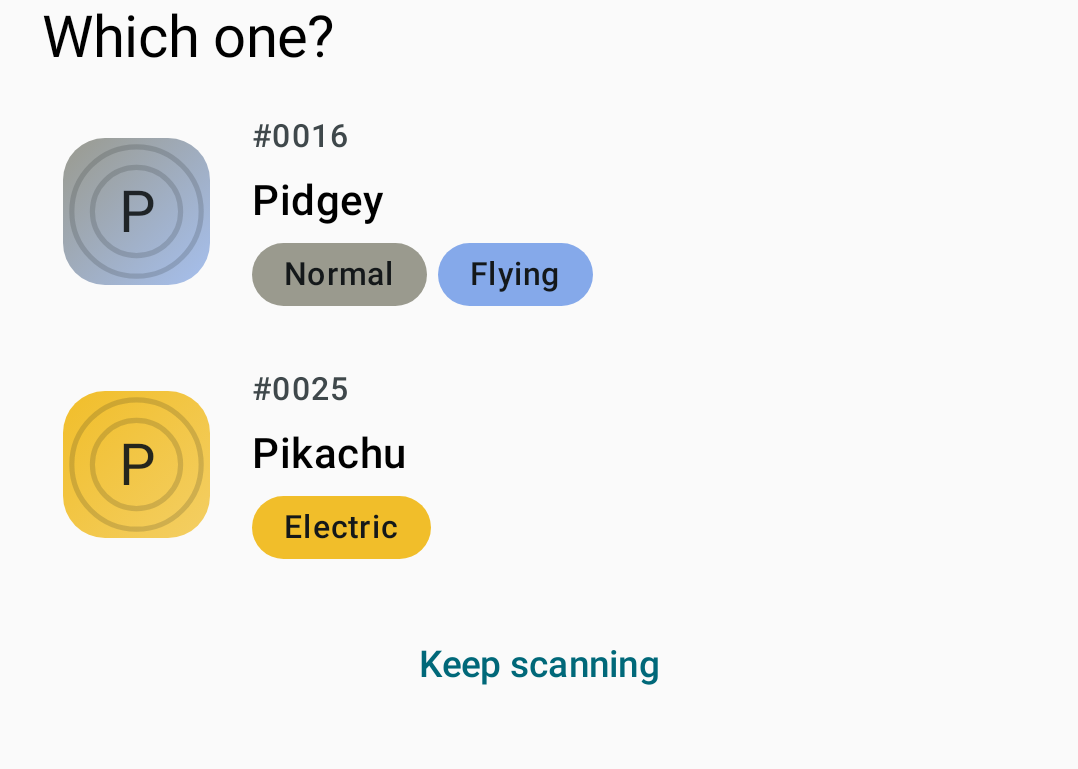 Which one?
#0016
P
Pidgey
Normal Flying
#0025
P
Pikachu
Electric
Keep scanning